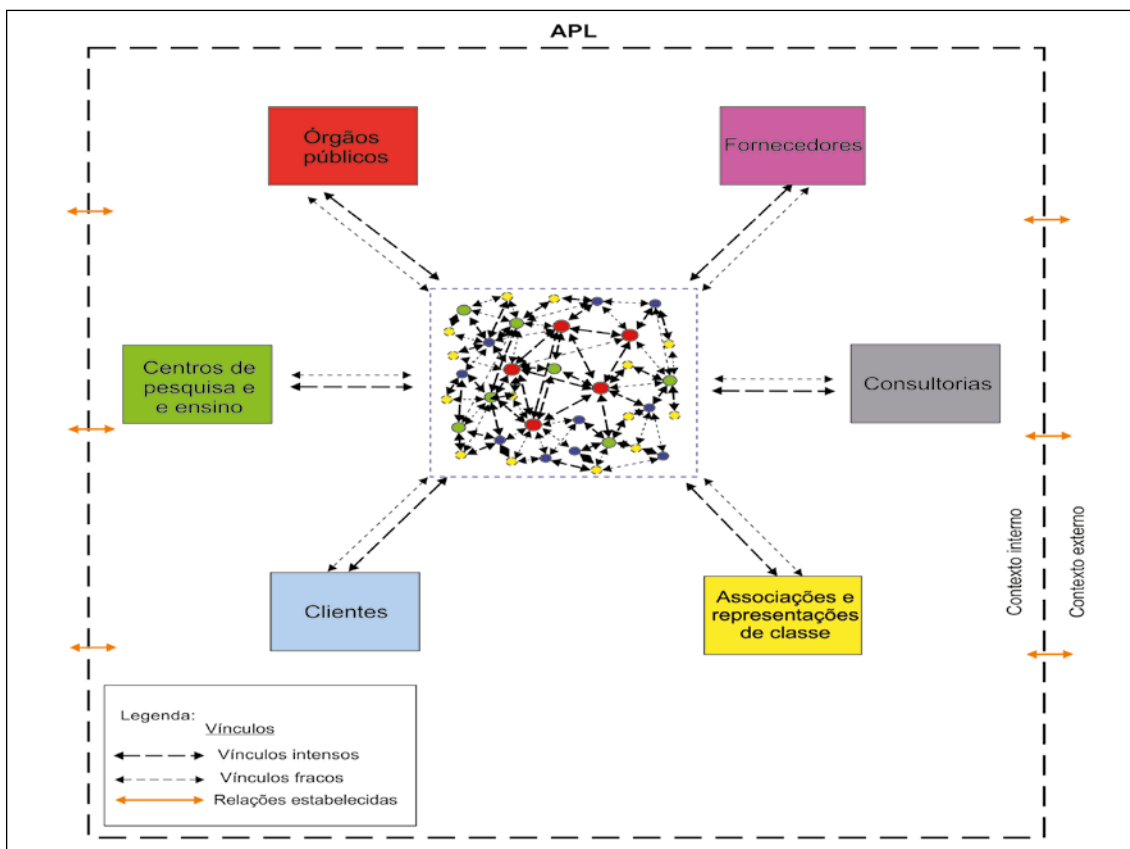 APL
Órgãos
públicos
Fornecedores
Centros de
pesquisa e
e ensino
Consultorias
Clientes
Associações e
representações
de classe
Contexto interno
Contexto externo
Legenda:
Vínculos
Vínculos intensos
Vínculos fracos
Relações estabelecidas